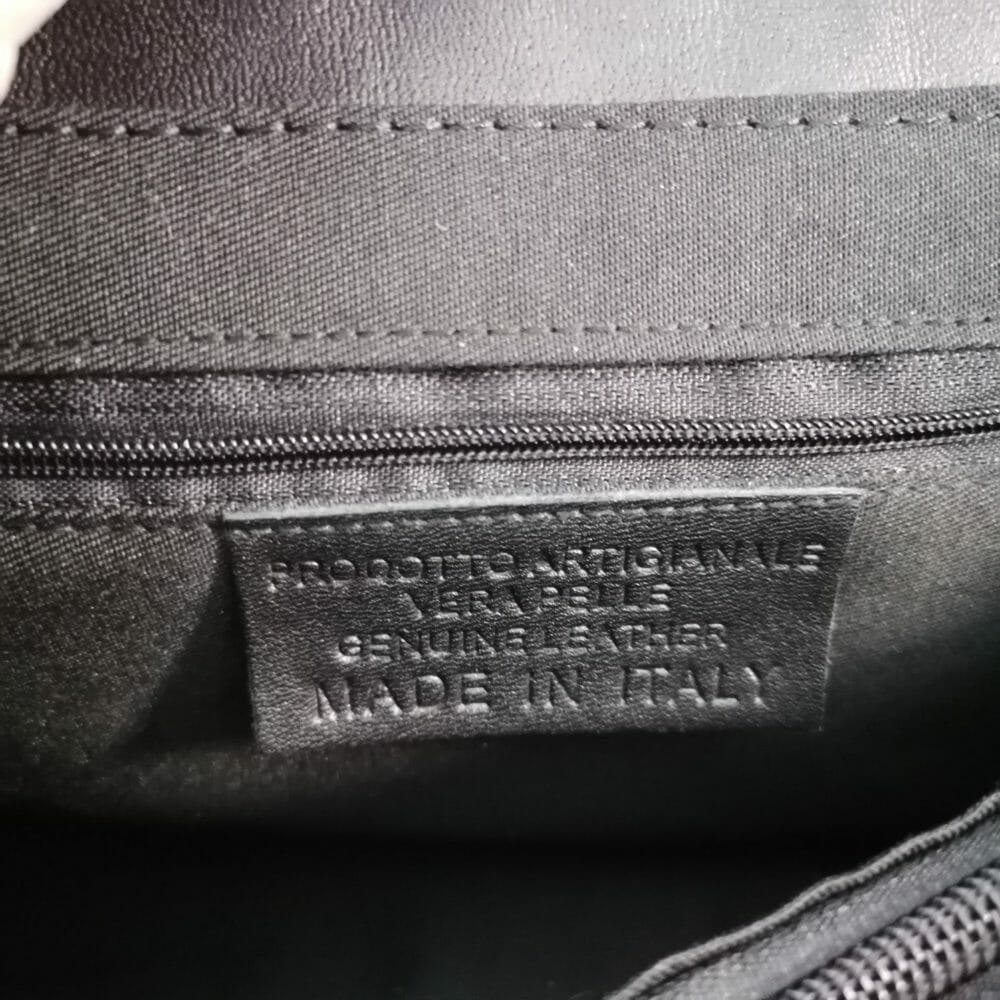 PRODOTTO ARTIGIANALE
VERA PELLE
GENUINE LEATHER
MADE IN ITALY